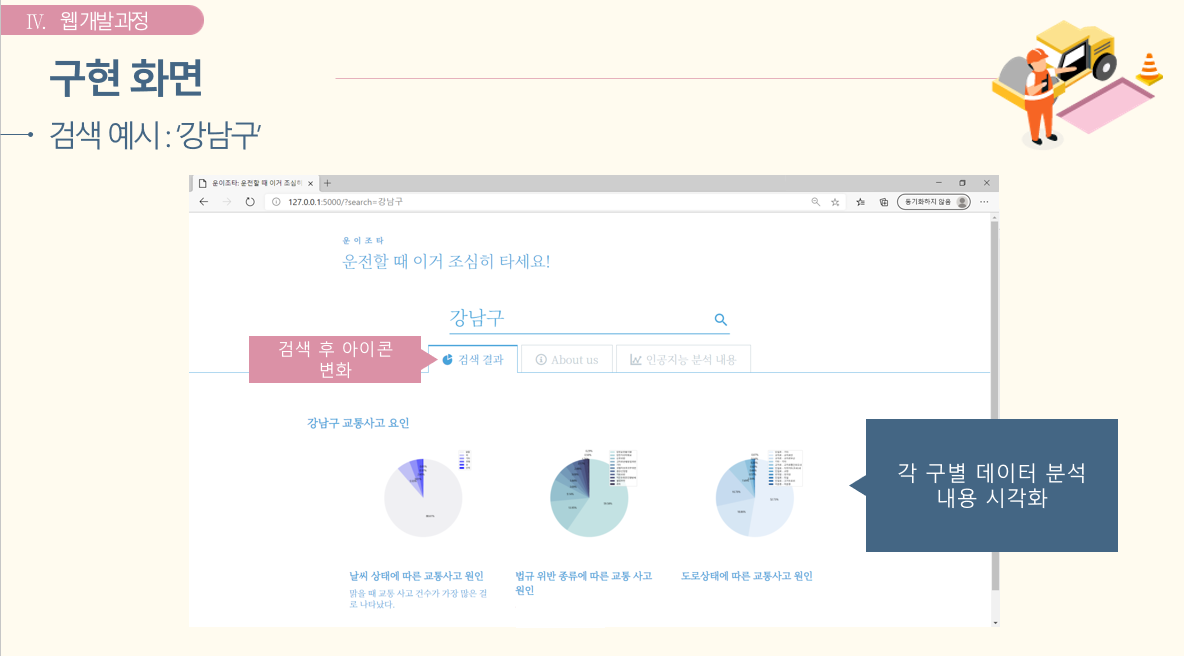 Ⅳ. 웹개발과정
구현 화면
검색 예시 : ‘강남구’
운이조타: 운전할 때 이거 조심히
127.0.0.1:5000/?search=강남구
동기화하지 않음
운이조타
운전할 때 이거 조심히 타세요!
강남구
검색 후 아이콘
변화
검색 결과
About us
인공지능 분석 내용
강남구 교통사고 요인
각 구별 데이터 분석
내용 시각화
날씨 상태에 따른 교통사고 원인
밝을 때 교통 사고 건수가 가장 많은 걸
로 나타났다.
법규 위반 종류에 따른 교통 사고
원인
도로상태에 따른 교통사고 원인